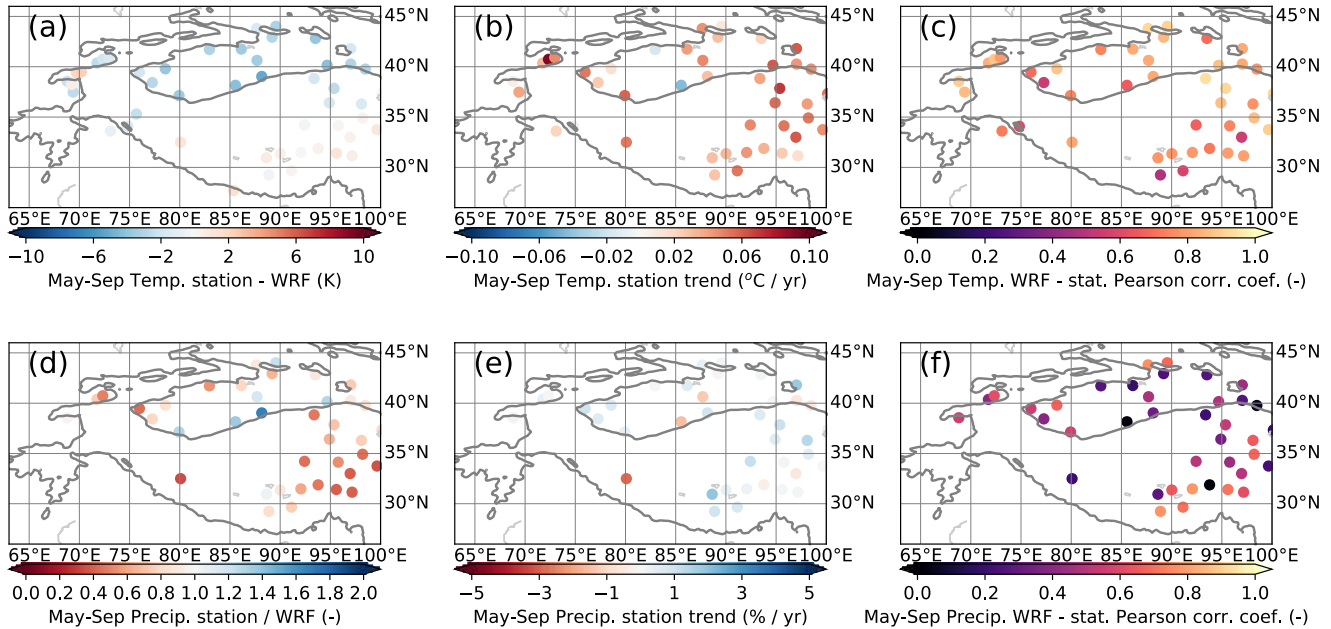 (a) (b) (c)
45°N
40°N
35°N
30°N
65°E 70°E 75°E 80°E 85°E 90°E 95°E 100°E
65°E 70°E 75°E 80°E 85°E 90°E 95°E 100°E
65°E 70°E 75°E 80°E 85°E 90°E 95°E 100°E
45°N
40°N
35°N
30°N
45°N
40°N
35°N
30°N
−10 −6 −2 2 6 10
May-Sep Temp. station - WRF (K)
−0.10 −0.06 −0.02 0.02 0.06 0.10
May-Sep Temp. station trend (°C / yr)
0.0 0.2 0.4 0.6 0.8 1.0
May-Sep Temp. WRF - stat. Pearson corr. coef. (-)
(d) (e) (f)
45°N
40°N
35°N
30°N
65°E 70°E 75°E 80°E 85°E 90°E 95°E 100°E
65°E 70°E 75°E 80°E 85°E 90°E 95°E 100°E
65°E 70°E 75°E 80°E 85°E 90°E 95°E 100°E
45°N
40°N
35°N
30°N
45°N
40°N
35°N
30°N
0.0 0.2 0.4 0.6 0.8 1.0 1.2 1.4 1.6 1.8 2.0
May-Sep Precip. station / WRF (-)
−5 −3 −1 1 3 5
May-Sep Precip. station trend (% / yr)
0.0 0.2 0.4 0.6 0.8 1.0
May-Sep Precip. WRF - stat. Pearson corr. coef. (-)